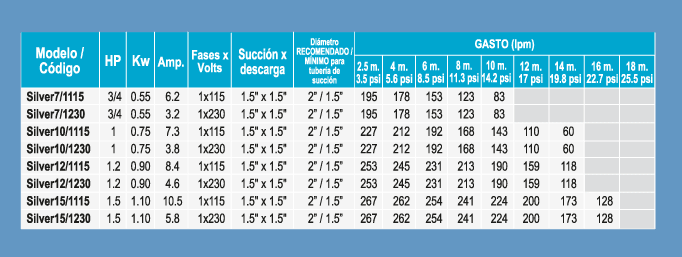 Modelo / Código HP Kw Amp. Fases x Volts Succión x descarga Diámetro RECOMENDADO / MÍNIMO para tubería de succión GASTO (lpm)
2.5 m. 4 m. 6 m. 8 m. 10 m. 12 m. 14 m. 16 m. 18 m.
3.5 psi 5.6 psi 8.5 psi 11.3 psi 14.2 psi 17 psi 19.8 psi 22.7 psi 25.5 psi
Silver7/1115 3/4 0.55 6.2 1x115 1.5" x 1.5" 2" / 1.5" 195 178 153 123 83
Silver7/1230 3/4 0.55 3.2 1x230 1.5" x 1.5" 2" / 1.5" 195 178 153 123 83
Silver10/1115 1 0.75 7.3 1x115 1.5" x 1.5" 2" / 1.5" 227 212 192 168 143 110 60
Silver10/1230 1 0.75 3.8 1x230 1.5" x 1.5" 2" / 1.5" 227 212 192 168 143 110 60
Silver12/1115 1.2 0.90 8.4 1x115 1.5" x 1.5" 2" / 1.5" 253 245 231 213 190 159 118
Silver12/1230 1.2 0.90 4.6 1x230 1.5" x 1.5" 2" / 1.5" 253 245 231 213 190 159 118
Silver15/1115 1.5 1.10 10.5 1x115 1.5" x 1.5" 2" / 1.5" 267 262 254 241 224 200 173 128
Silver15/1230 1.5 1.10 5.8 1x230 1.5" x 1.5" 2" / 1.5" 267 262 254 241 224 200 173 128